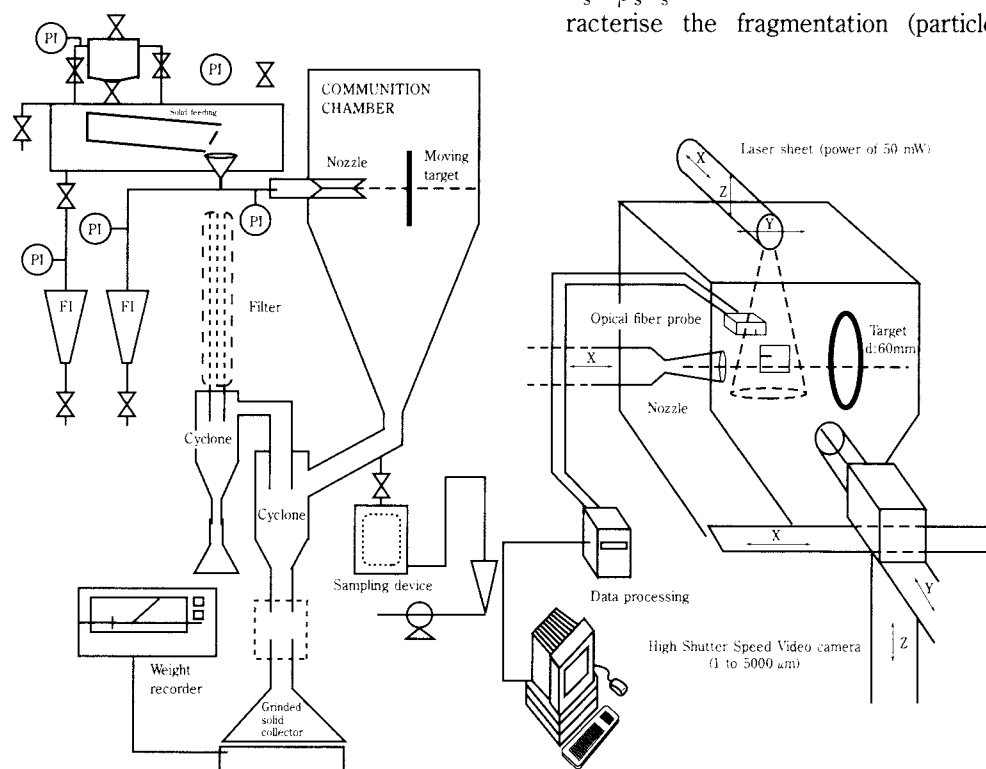 racterise the fragmentation (particle
PI
PI
Solid feeding
COMMUNITION
CHAMBER
Nozzle
Moving
target
PI
PI
PI
FI
FI
Filter
Cyclone
Cyclone
Sampling device
Weight
recorder
Grinded
solid
collector
Laser sheet (power of 50 mW)
X
Z
Y
Opical fiber probe
Target
d:60mm
X
Nozzle
X
Y
Z
Data processing
High Shutter Speed Video camera
(1 to 5000 μm)